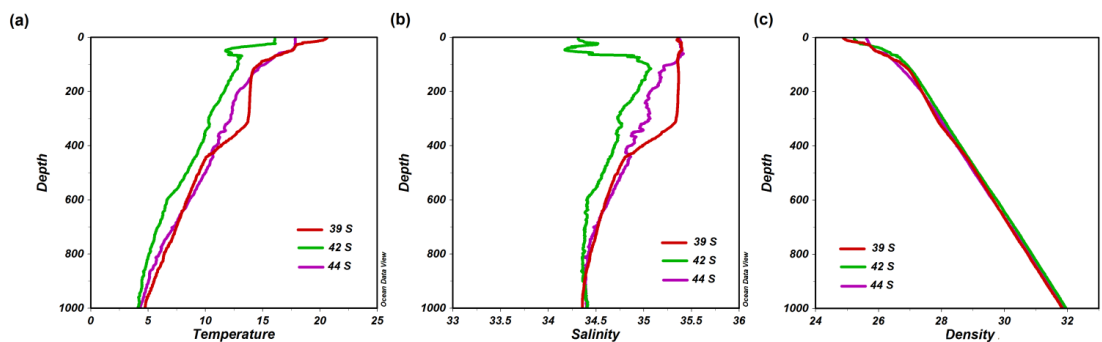 (a)
0
200
400
600
800
1000
Depth
0
5
10
15
20
25
Temperature
39 S
42 S
44 S
Ocean Data View
(b)
0
200
400
600
800
1000
Depth
33
33.5
34
34.5
35
35.5
36
Salinity
39 S
42 S
44 S
Ocean Data View
(c)
0
200
400
600
800
1000
Depth
24
26
28
30
32
Density
39 S
42 S
44 S